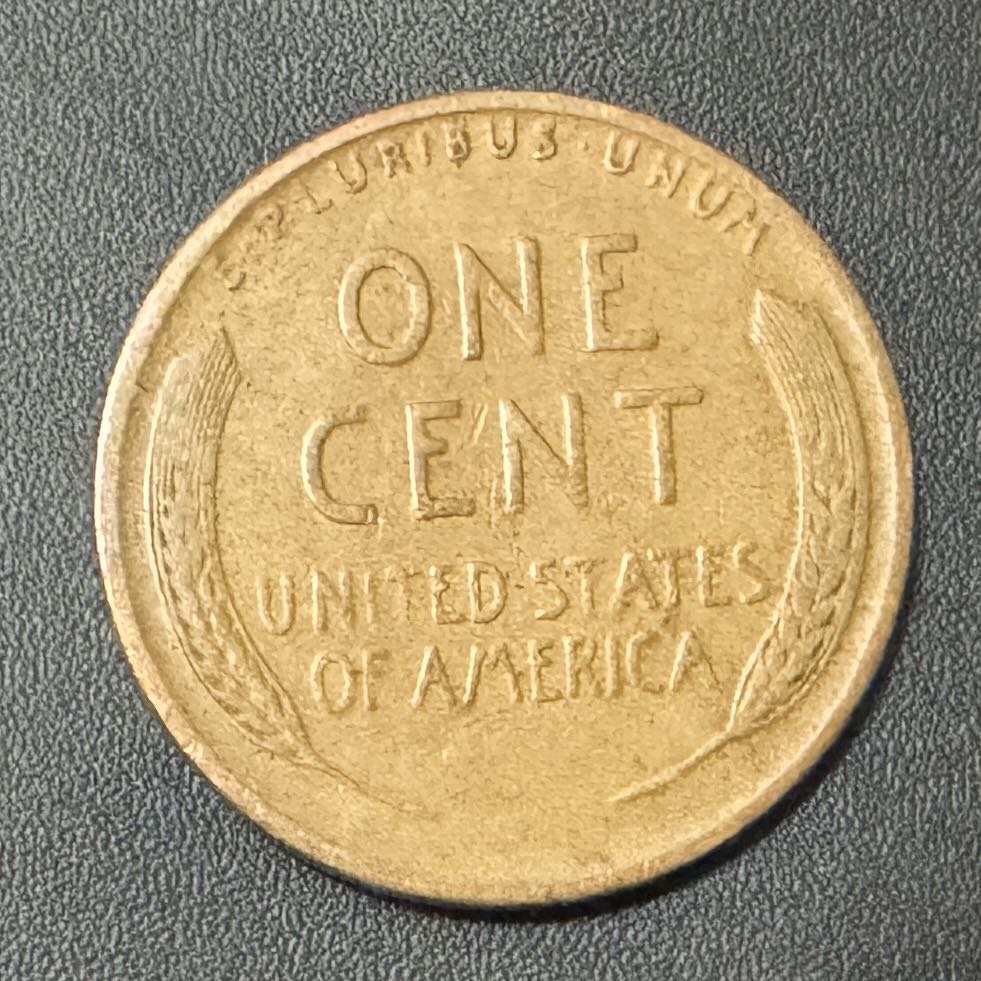 E·PLURIBUS·UNUM
ONE
CENT
UNITED·STATES
OF AMERICA